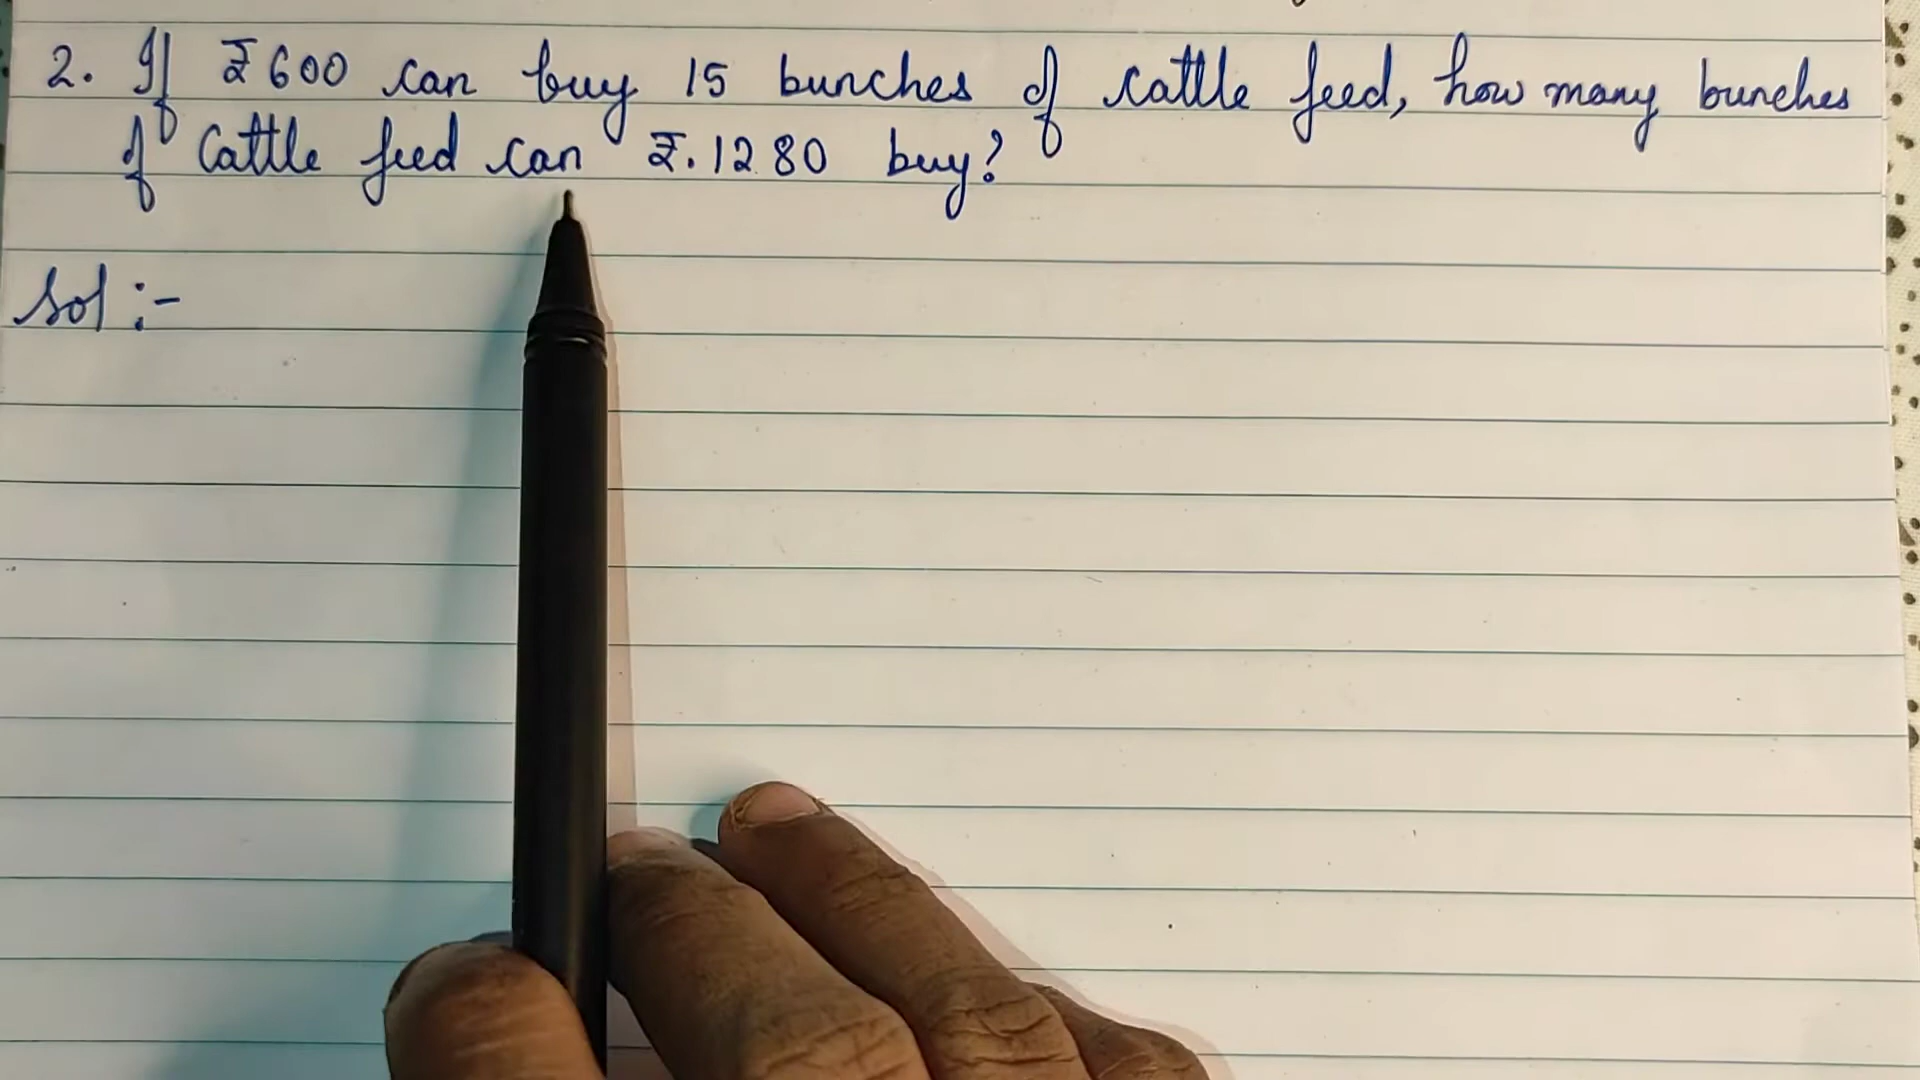 2. If ₹600 can buy 15 bunches of cattle feed, how many bunches
of Cattle feed can ₹.1280 buy?
Sol :-